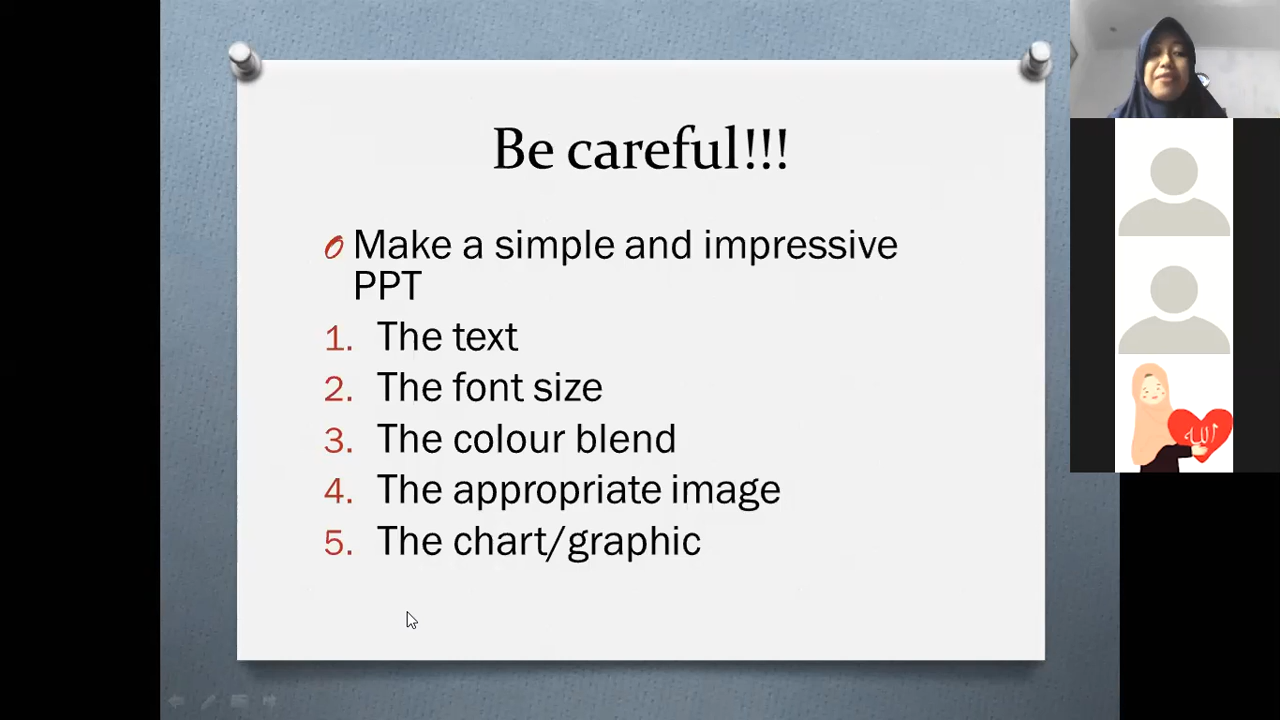 Be careful!!!
Make a simple and impressive
PPT
1. The text
2. The font size
3. The colour blend
4. The appropriate image
5. The chart/graphic
الله